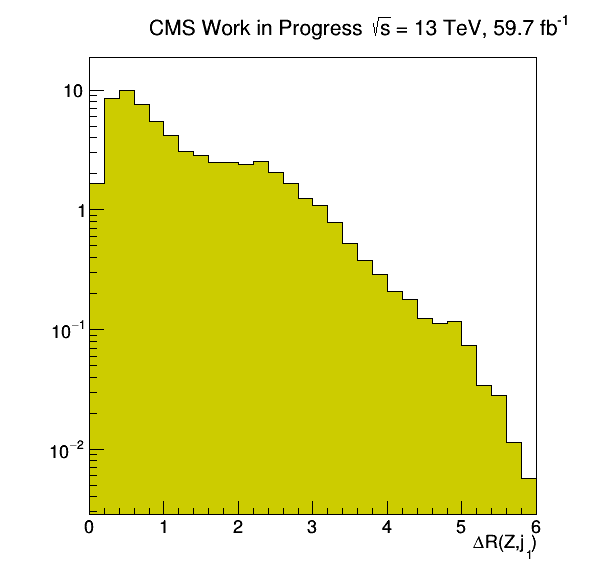 CMS Work in Progress √s = 13 TeV, 59.7 fb⁻¹
10
1
10⁻¹
10⁻²
0 1 2 3 4 5 6
ΔR(Z,j₁)